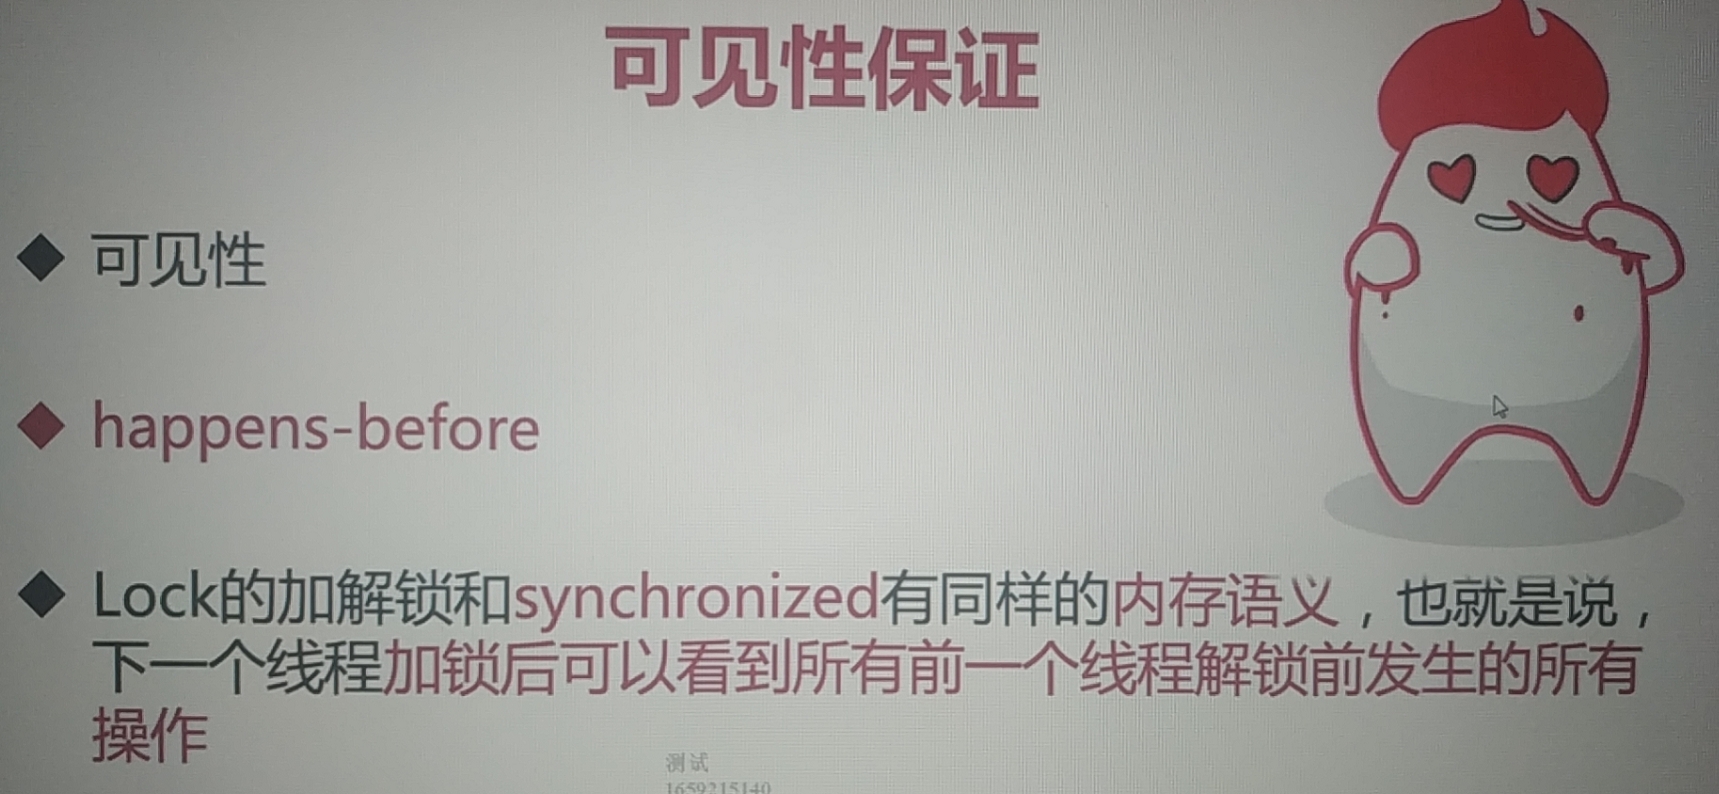 可见性保证
可见性
happens-before
Lock的加解锁和synchronized有同样的内存语义，也就是说，
下一个线程加锁后可以看到所有前一个线程解锁前发生的所有
操作
测试
1659215140